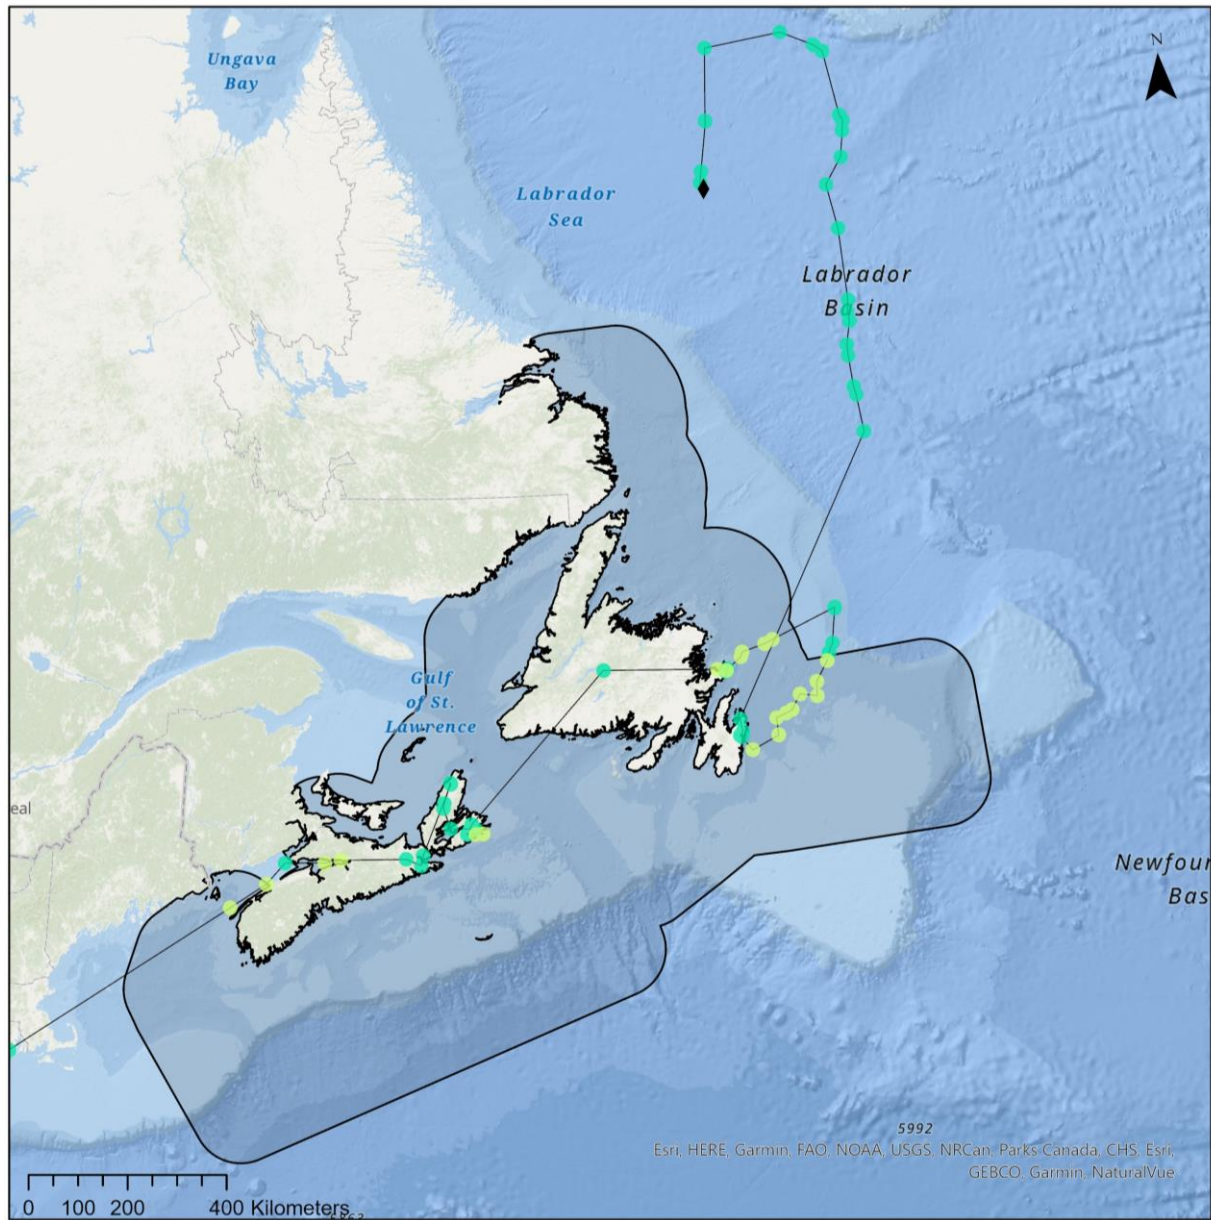 N
Ungava
Bay
Labrador
Sea
Labrador
Basin
Gulf
of St.
Lawrence
eal
Newfour
Bas
5992
Esri, HERE, Garmin, FAO, NOAA, USGS, NRCan, Parks Canada, CHS, Esri,
GEBCO, Garmin, NaturalVue
0 100 200 400 Kilometers